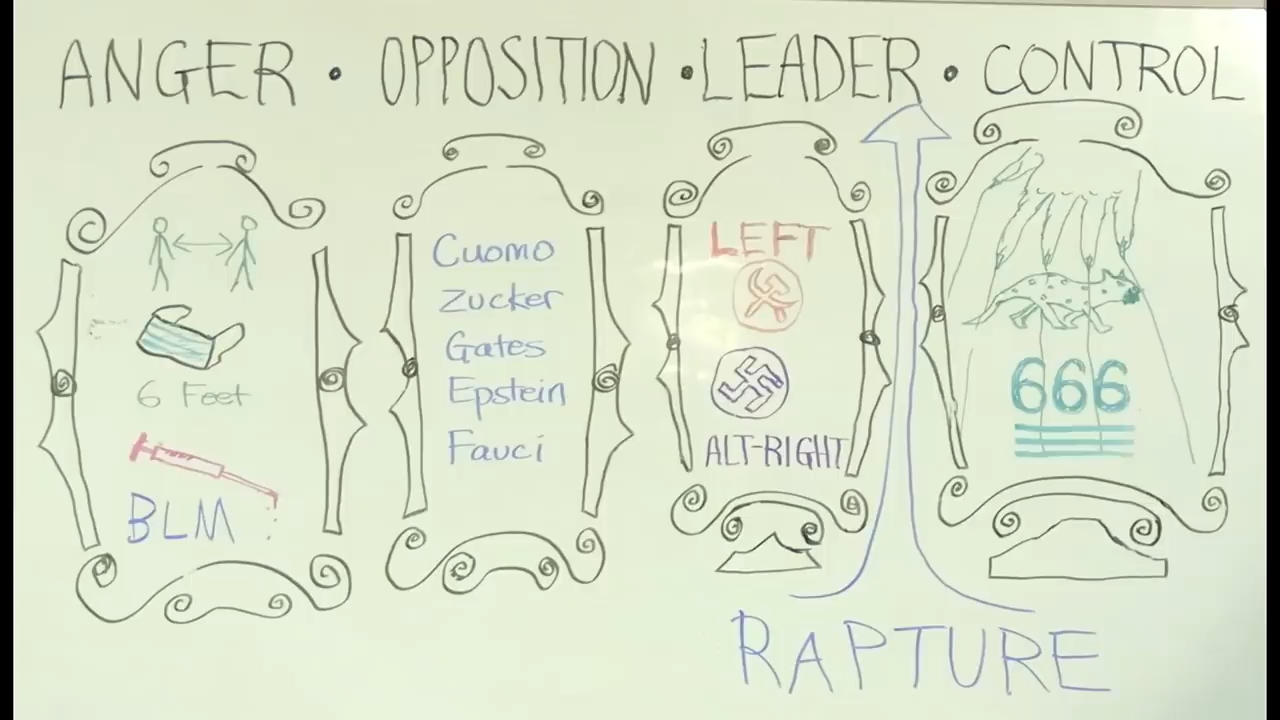 ANGER • OPPOSITION • LEADER • CONTROL
6 Feet
BLM
Cuomo
Zucker
Gates
Epstein
Fauci
LEFT
ALT-RIGHT
666
RAPTURE